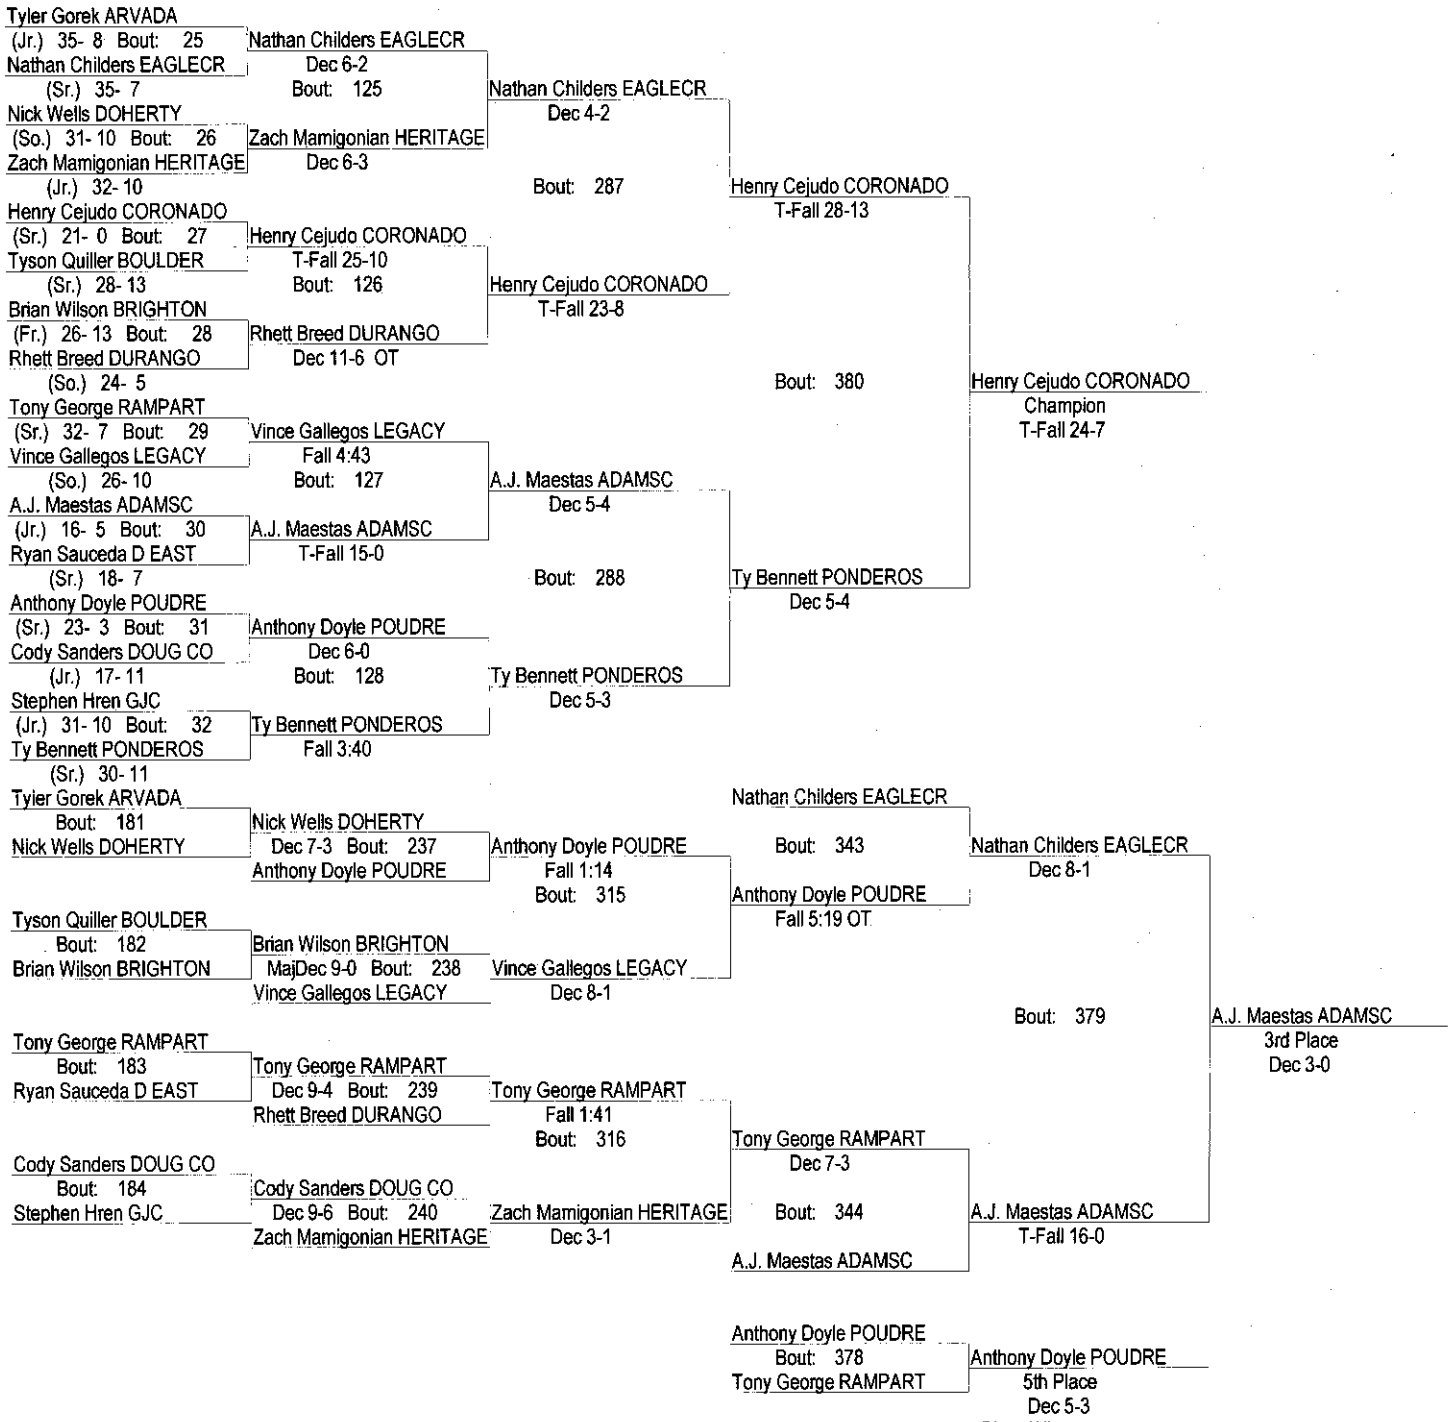 Tyler Gorek ARVADA
(Jr.) 35- 8 Bout: 25
Nathan Childers EAGLECR
(Sr.) 35- 7
Nick Wells DOHERTY
(So.) 31- 10 Bout: 26
Zach Mamigonian HERITAGE
(Jr.) 32- 10
Henry Cejudo CORONADO
(Sr.) 21- 0 Bout: 27
Tyson Quiller BOULDER
(Sr.) 28- 13
Brian Wilson BRIGHTON
(Fr.) 26- 13 Bout: 28
Rhett Breed DURANGO
(So.) 24- 5
Tony George RAMPART
(Sr.) 32- 7 Bout: 29
Vince Gallegos LEGACY
(So.) 26- 10
A.J. Maestas ADAMSC
(Jr.) 16- 5 Bout: 30
Ryan Sauceda D EAST
(Sr.) 18- 7
Anthony Doyle POUDRE
(Sr.) 23- 3 Bout: 31
Cody Sanders DOUG CO
(Jr.) 17- 11
Stephen Hren GJC
(Jr.) 31- 10 Bout: 32
Ty Bennett PONDEROS
(Sr.) 30- 11
Nathan Childers EAGLECR
Dec 6-2
Bout: 125
Zach Mamigonian HERITAGE
Dec 6-3
Henry Cejudo CORONADO
T-Fall 25-10
Bout: 126
Rhett Breed DURANGO
Dec 11-6 OT
Vince Gallegos LEGACY
Fall 4:43
Bout: 127
A.J. Maestas ADAMSC
T-Fall 15-0
Anthony Doyle POUDRE
Dec 6-0
Bout: 128
Ty Bennett PONDEROS
Fall 3:40
Nathan Childers EAGLECR
Dec 4-2
Bout: 287
Henry Cejudo CORONADO
T-Fall 23-8
A.J. Maestas ADAMSC
Dec 5-4
Bout: 288
Ty Bennett PONDEROS
Dec 5-3
Henry Cejudo CORONADO
T-Fall 28-13
Bout: 380
Ty Bennett PONDEROS
Dec 5-4
Henry Cejudo CORONADO
Champion
T-Fall 24-7
Tyler Gorek ARVADA
Bout: 181
Nick Wells DOHERTY
Tyson Quiller BOULDER
Bout: 182
Brian Wilson BRIGHTON
Tony George RAMPART
Bout: 183
Ryan Sauceda D EAST
Cody Sanders DOUG CO
Bout: 184
Stephen Hren GJC
Nick Wells DOHERTY
Dec 7-3 Bout: 237
Anthony Doyle POUDRE
Brian Wilson BRIGHTON
MajDec 9-0 Bout: 238
Vince Gallegos LEGACY
Tony George RAMPART
Dec 9-4 Bout: 239
Rhett Breed DURANGO
Cody Sanders DOUG CO
Dec 9-6 Bout: 240
Zach Mamigonian HERITAGE
Anthony Doyle POUDRE
Fall 1:14
Bout: 315
Vince Gallegos LEGACY
Dec 8-1
Tony George RAMPART
Fall 1:41
Bout: 316
Zach Mamigonian HERITAGE
Dec 3-1
Nathan Childers EAGLECR
Bout: 343
Anthony Doyle POUDRE
Fall 5:19 OT
Tony George RAMPART
Dec 7-3
Bout: 344
A.J. Maestas ADAMSC
Nathan Childers EAGLECR
Dec 8-1
Bout: 379
A.J. Maestas ADAMSC
T-Fall 16-0
A.J. Maestas ADAMSC
3rd Place
Dec 3-0
Anthony Doyle POUDRE
Bout: 378
Tony George RAMPART
Anthony Doyle POUDRE
5th Place
Dec 5-3